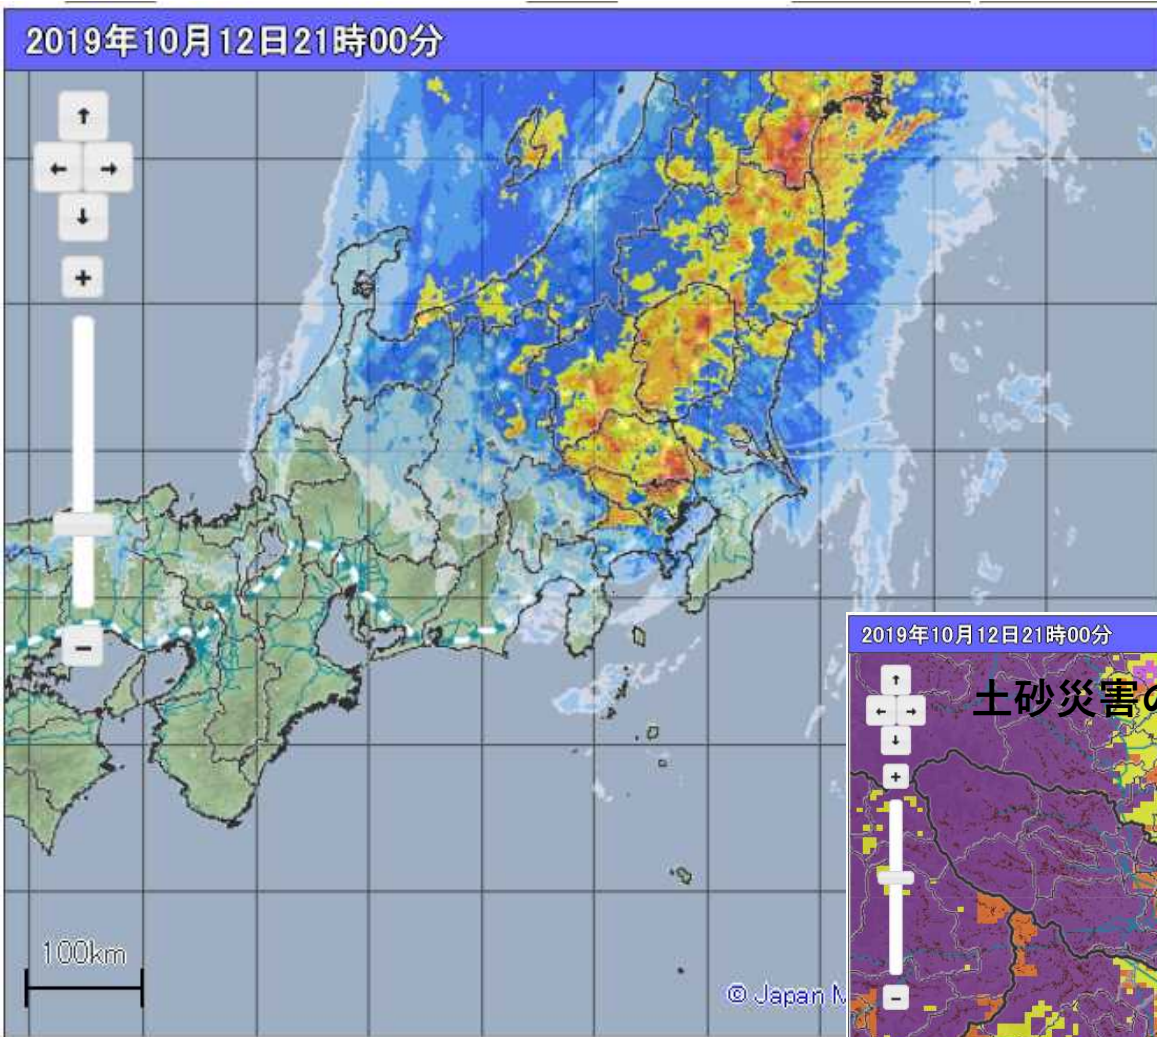 2019年10月12日21時00分
↑
← →
↓
+
−
100km
© Japan M
2019年10月12日21時00分
土砂災害の
↑
← →
↓
+
−